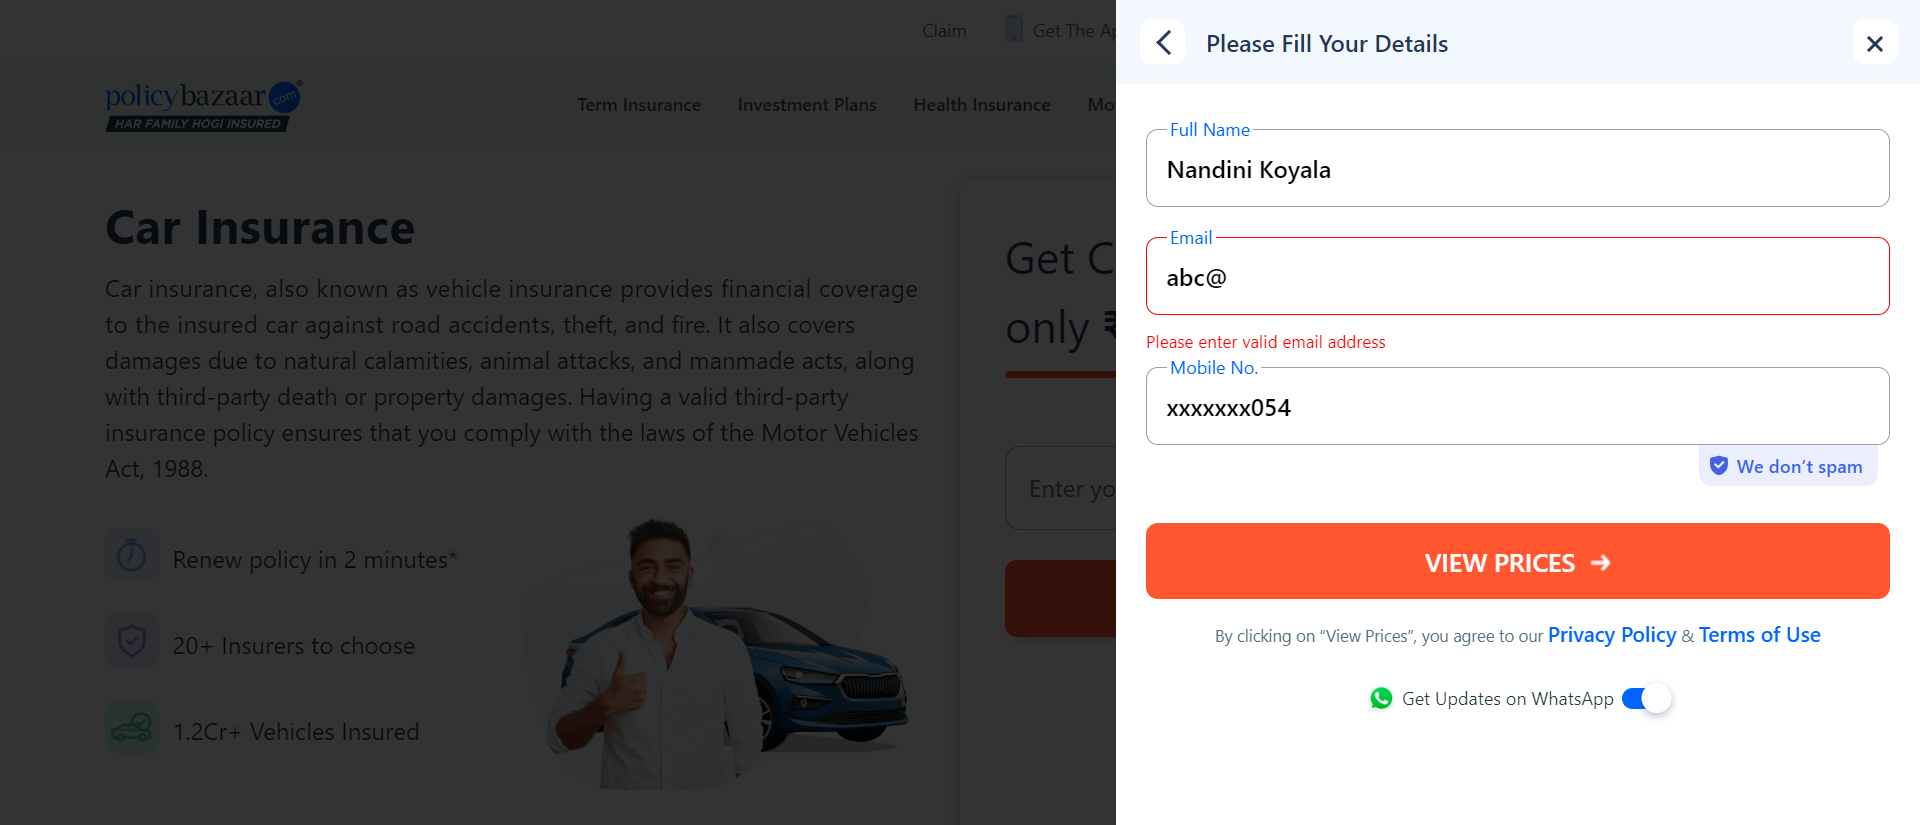 Claim
Get The Ap
policybazaar.com®
HAR FAMILY HOGI INSURED
Term Insurance
Investment Plans
Health Insurance
Mo
Car Insurance
Car insurance, also known as vehicle insurance provides financial coverage
to the insured car against road accidents, theft, and fire. It also covers
damages due to natural calamities, animal attacks, and manmade acts, along
with third-party death or property damages. Having a valid third-party
insurance policy ensures that you comply with the laws of the Motor Vehicles
Act, 1988.
Renew policy in 2 minutes*
20+ Insurers to choose
1.2Cr+ Vehicles Insured
Get C
only ₹
Enter yo
Please Fill Your Details
Full Name
Nandini Koyala
Email
abc@
Please enter valid email address
Mobile No.
xxxxxxx054
We don’t spam
VIEW PRICES →
By clicking on “View Prices”, you agree to our Privacy Policy & Terms of Use
Get Updates on WhatsApp